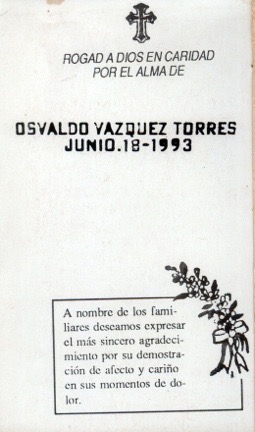 ROGAD A DIOS EN CARIDAD
POR EL ALMA DE
OSVALDO VAZQUEZ TORRES
JUNIO.18-1993
A nombre de los fami-
liares deseamos expresar
el más sincero agradeci-
miento por su demostra-
ción de afecto y cariño
en sus momentos de do-
lor.